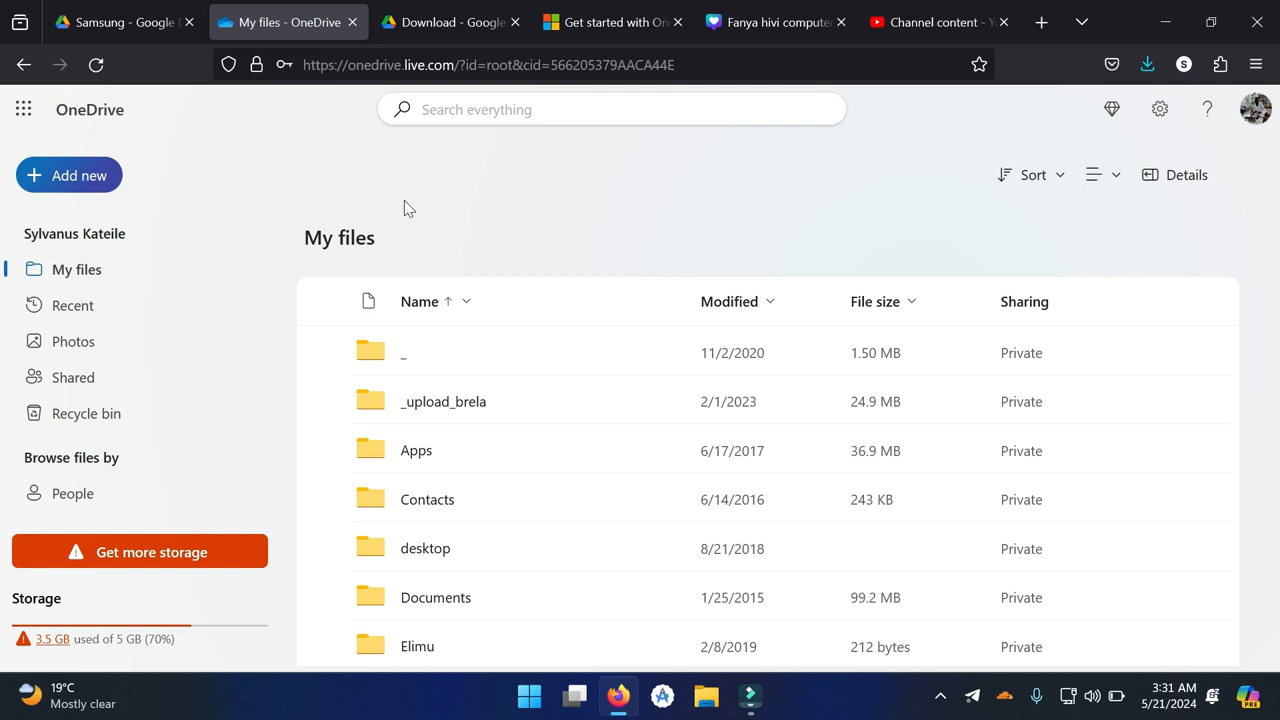 Samsung - Google D
My files - OneDrive
Download - Google
Get started with One
Fanya hivi computer
Channel content - Y
https://onedrive.live.com/?id=root&cid=566205379AACA44E
S
OneDrive
Search everything
Add new
Sort
Details
Sylvanus Kateile
My files
Recent
Photos
Shared
Recycle bin
Browse files by
People
Get more storage
Storage
3.5 GB used of 5 GB (70%)
My files
Name Modified File size Sharing
_ 11/2/2020 1.50 MB Private
_upload_brela 2/1/2023 24.9 MB Private
Apps 6/17/2017 36.9 MB Private
Contacts 6/14/2016 243 KB Private
desktop 8/21/2018 Private
Documents 1/25/2015 99.2 MB Private
Elimu 2/8/2019 212 bytes Private
19°C
Mostly clear
3:31 AM
5/21/2024
PRE